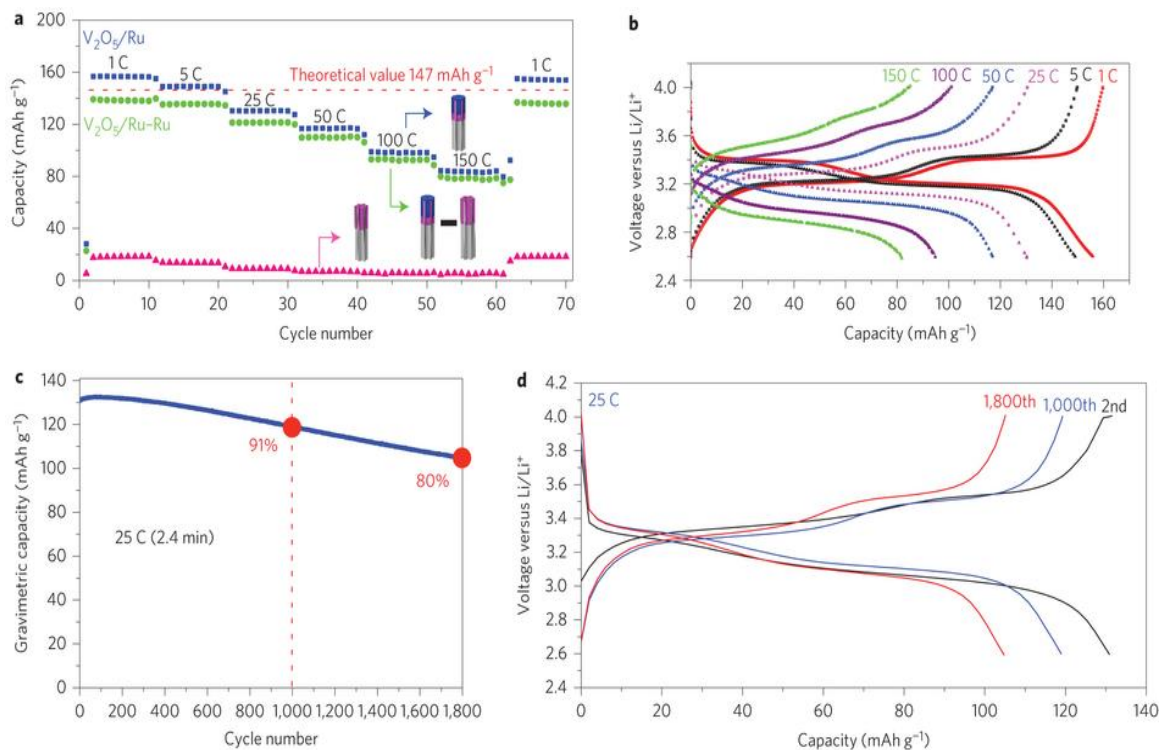 a
200
160
120
80
40
0
Capacity (mAh g⁻¹)
V₂O₅/Ru
1 C
5 C
Theoretical value 147 mAh g⁻¹
1 C
25 C
V₂O₅/Ru–Ru
50 C
100 C
150 C
0 10 20 30 40 50 60 70
Cycle number
b
150 C 100 C 50 C 25 C 5 C 1 C
4.0
3.6
3.2
2.8
2.4
Voltage versus Li/Li⁺
0 20 40 60 80 100 120 140 160
Capacity (mAh g⁻¹)
c
140
120
100
80
60
40
20
0
Gravimetric capacity (mAh g⁻¹)
91%
80%
25 C (2.4 min)
0 200 400 600 800 1,000 1,200 1,400 1,600 1,800
Cycle number
d
25 C
1,800th 1,000th 2nd
4.2
4.0
3.8
3.6
3.4
3.2
3.0
2.8
2.6
2.4
Voltage versus Li/Li⁺
0 20 40 60 80 100 120 140
Capacity (mAh g⁻¹)